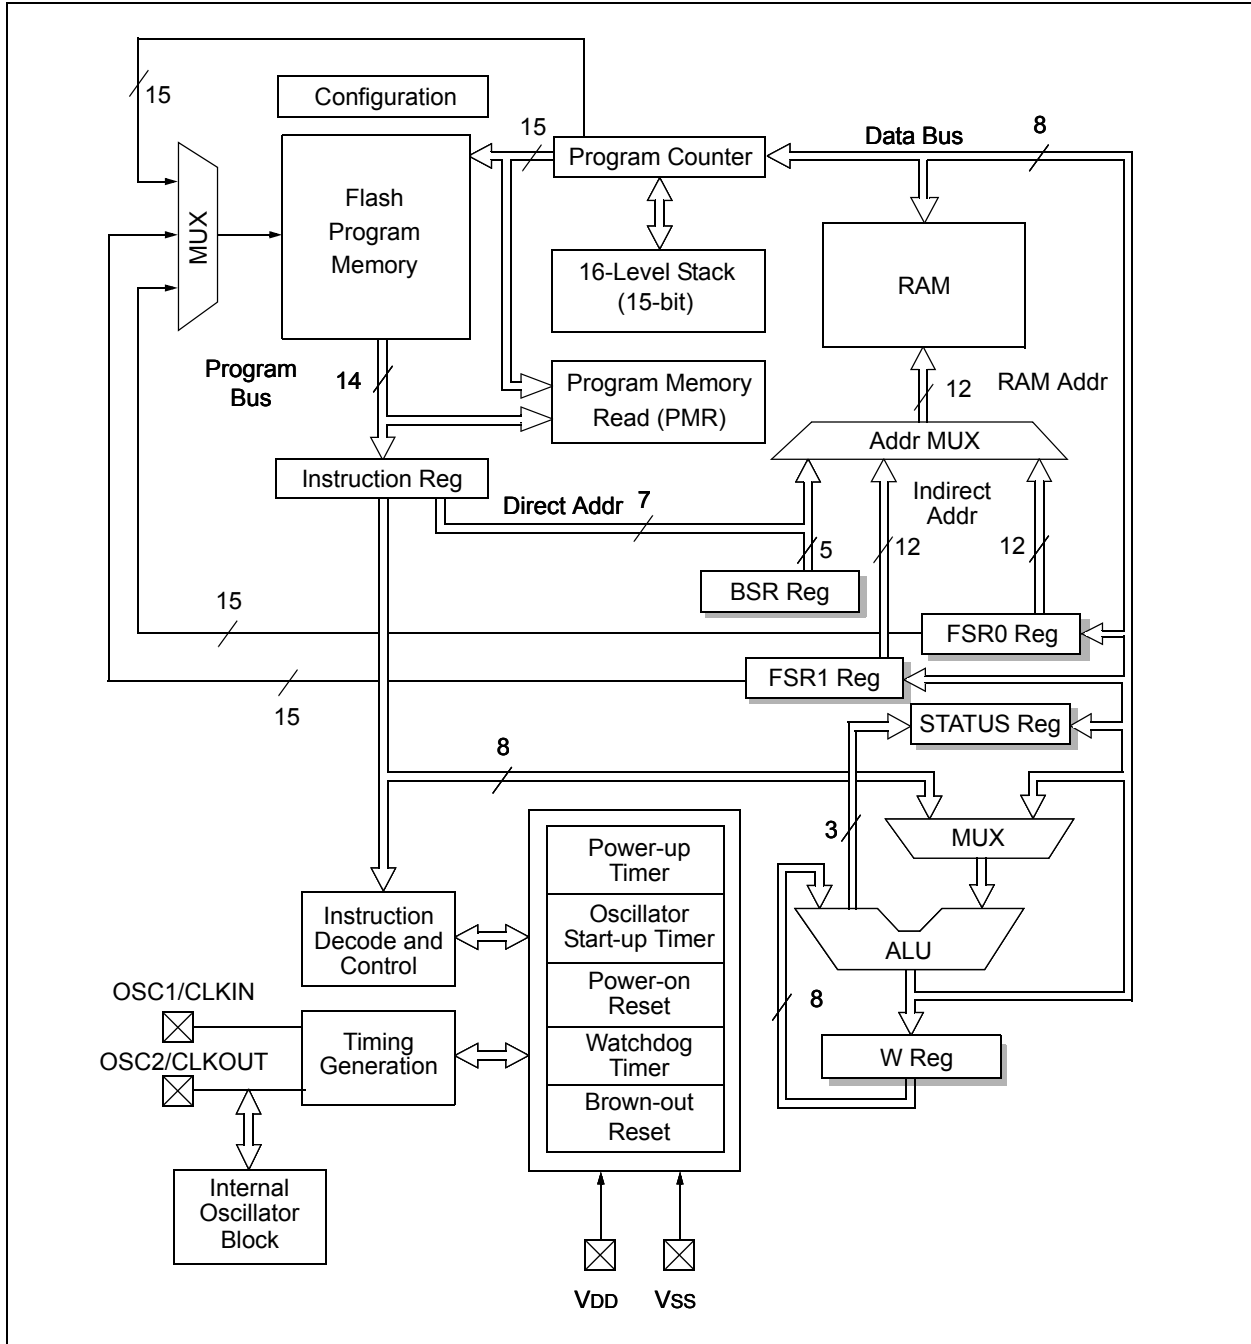 15
Configuration
15
Program Counter
Data Bus
8
Flash
Program
Memory
MUX
16-Level Stack
(15-bit)
RAM
Program
Bus
14
Program Memory
Read (PMR)
12
RAM Addr
Addr MUX
Instruction Reg
Direct Addr
7
Indirect
Addr
5
12
12
BSR Reg
15
FSR0 Reg
FSR1 Reg
15
STATUS Reg
8
3
MUX
Power-up
Timer
Oscillator
Start-up Timer
Power-on
Reset
Watchdog
Timer
Brown-out
Reset
Instruction
Decode and
Control
ALU
8
W Reg
OSC1/CLKIN
OSC2/CLKOUT
Timing
Generation
Internal
Oscillator
Block
VDD
VSS